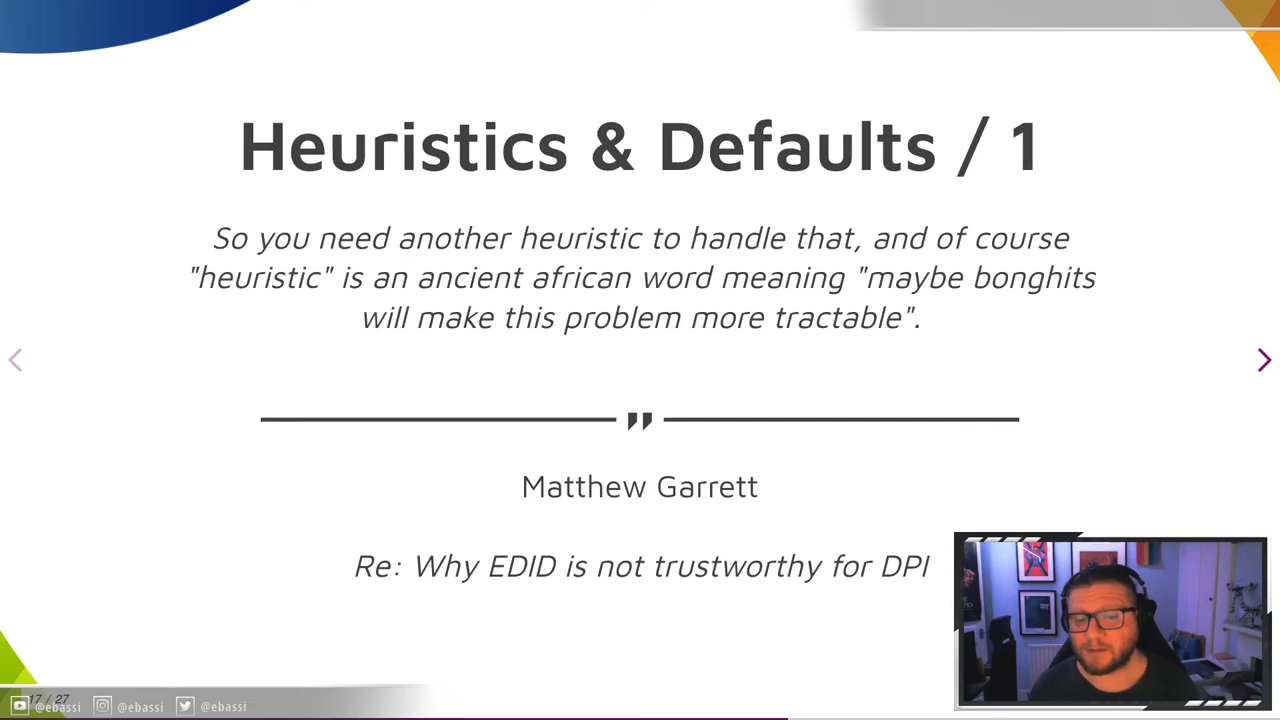 Heuristics & Defaults / 1
So you need another heuristic to handle that, and of course
"heuristic" is an ancient african word meaning "maybe bonghits
will make this problem more tractable".
Matthew Garrett
Re: Why EDID is not trustworthy for DPI
17 / 27
@ebassi @ebassi @ebassi